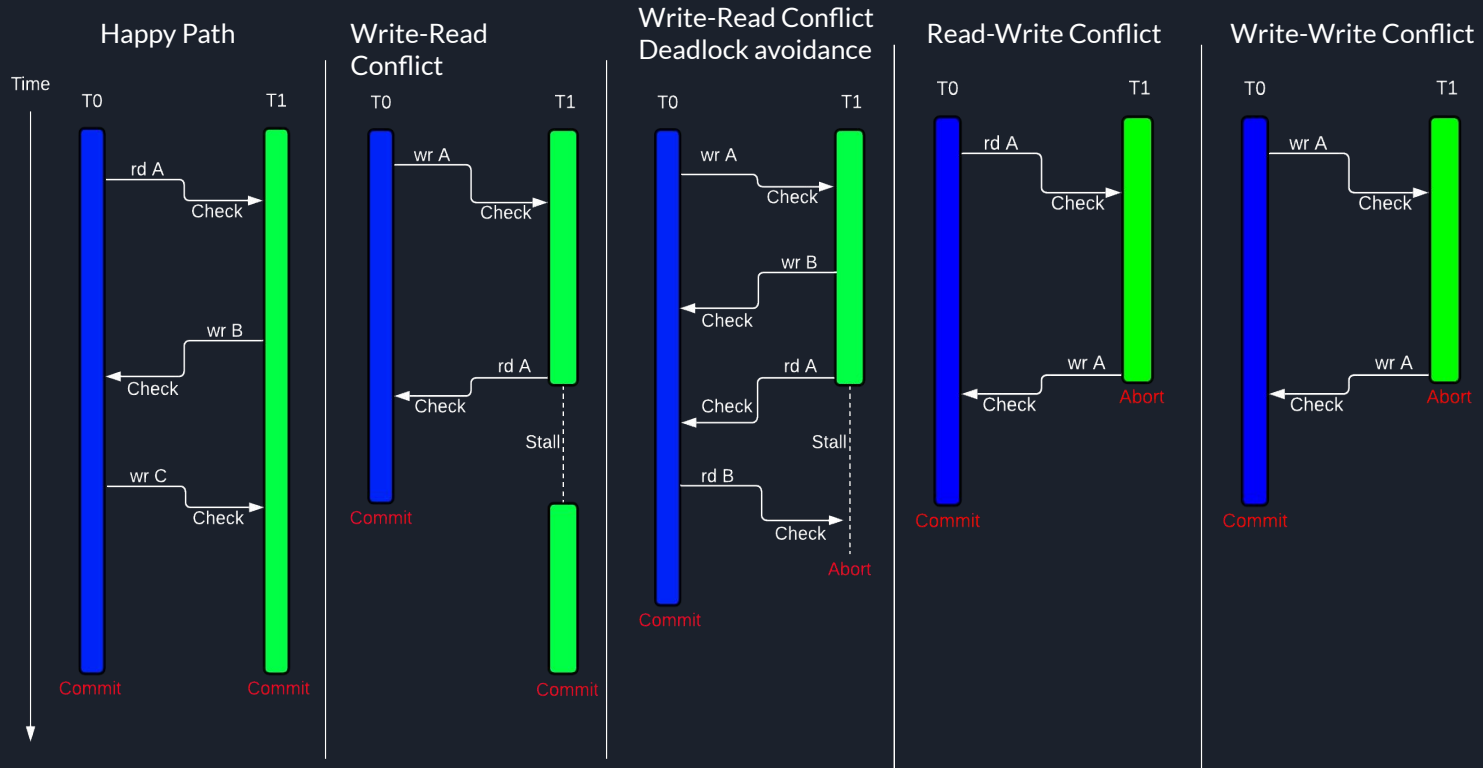 Happy Path
Time
T0
T1
rd A
Check
wr B
Check
wr C
Check
Commit
Commit
Write-Read
Conflict
T0
T1
wr A
Check
rd A
Check
Stall
Commit
Commit
Write-Read Conflict
Deadlock avoidance
T0
T1
wr A
Check
wr B
Check
rd A
Check
Stall
rd B
Check
Abort
Commit
Read-Write Conflict
T0
T1
rd A
Check
wr A
Check
Abort
Commit
Write-Write Conflict
T0
T1
wr A
Check
wr A
Check
Abort
Commit